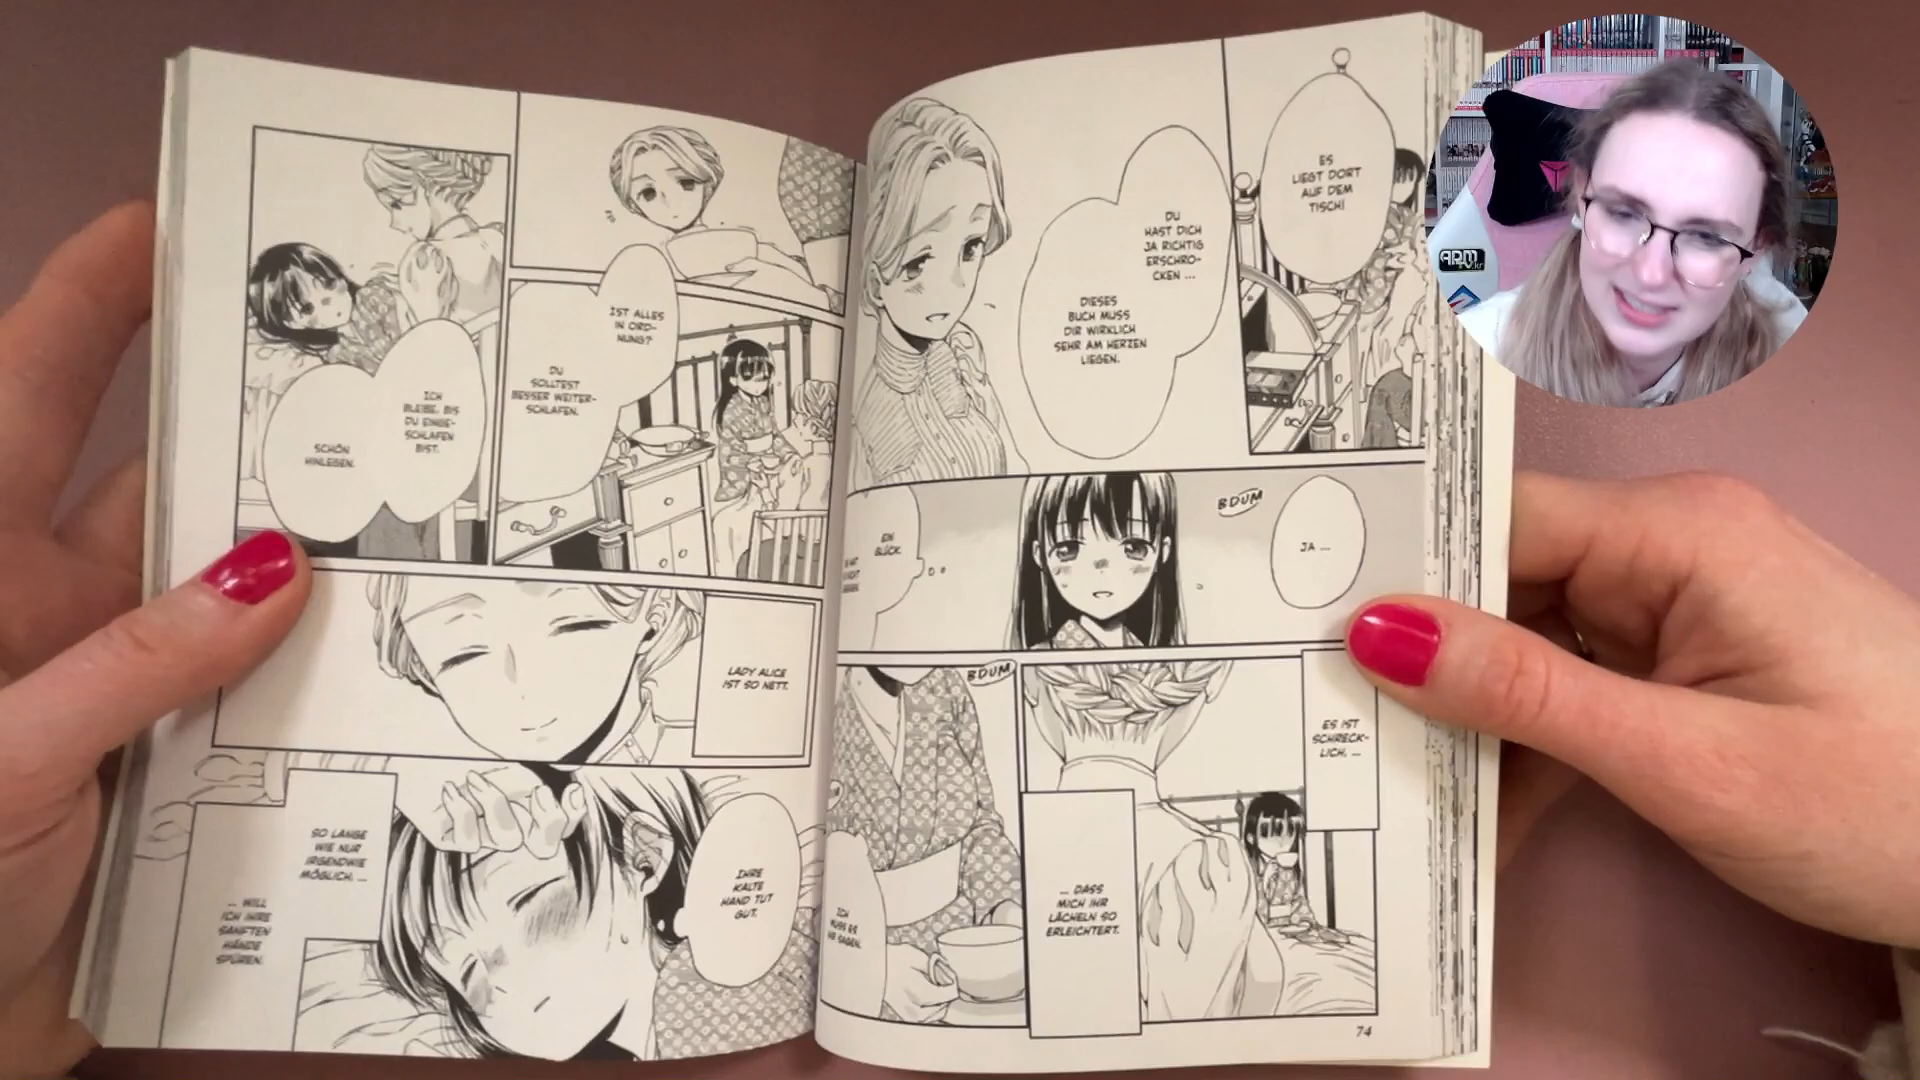 ES
LIEGT DORT
AUF DEM
TISCH!
DU
HAST DICH
JA RICHTIG
ERSCHRO-
CKEN ...
DIESES
BUCH MUSS
DIR WIRKLICH
SEHR AM HERZEN
LIEGEN.
BDUM
JA ...
EIN
GLÜCK.
ES IST
SCHRECK-
LICH, ...
... DASS
MICH IHR
LÄCHELN SO
ERLEICHTERT.
BDUM
ICH
MUSS ES
IHR SAGEN.
74
IST ALLES
IN ORD-
NUNG?
DU
SOLLTEST
BESSER WEITER-
SCHLAFEN.
ICH
BLEIBE, BIS
DU EINGE-
SCHLAFEN
BIST.
SCHÖN
HINLEGEN.
LADY ALICE
IST SO NETT.
IHRE
KALTE
HAND TUT
GUT.
SO LANGE
WIE NUR
IRGENDWIE
MÖGLICH, ...
... WILL
ICH IHRE
SANFTEN
HÄNDE
SPÜREN.